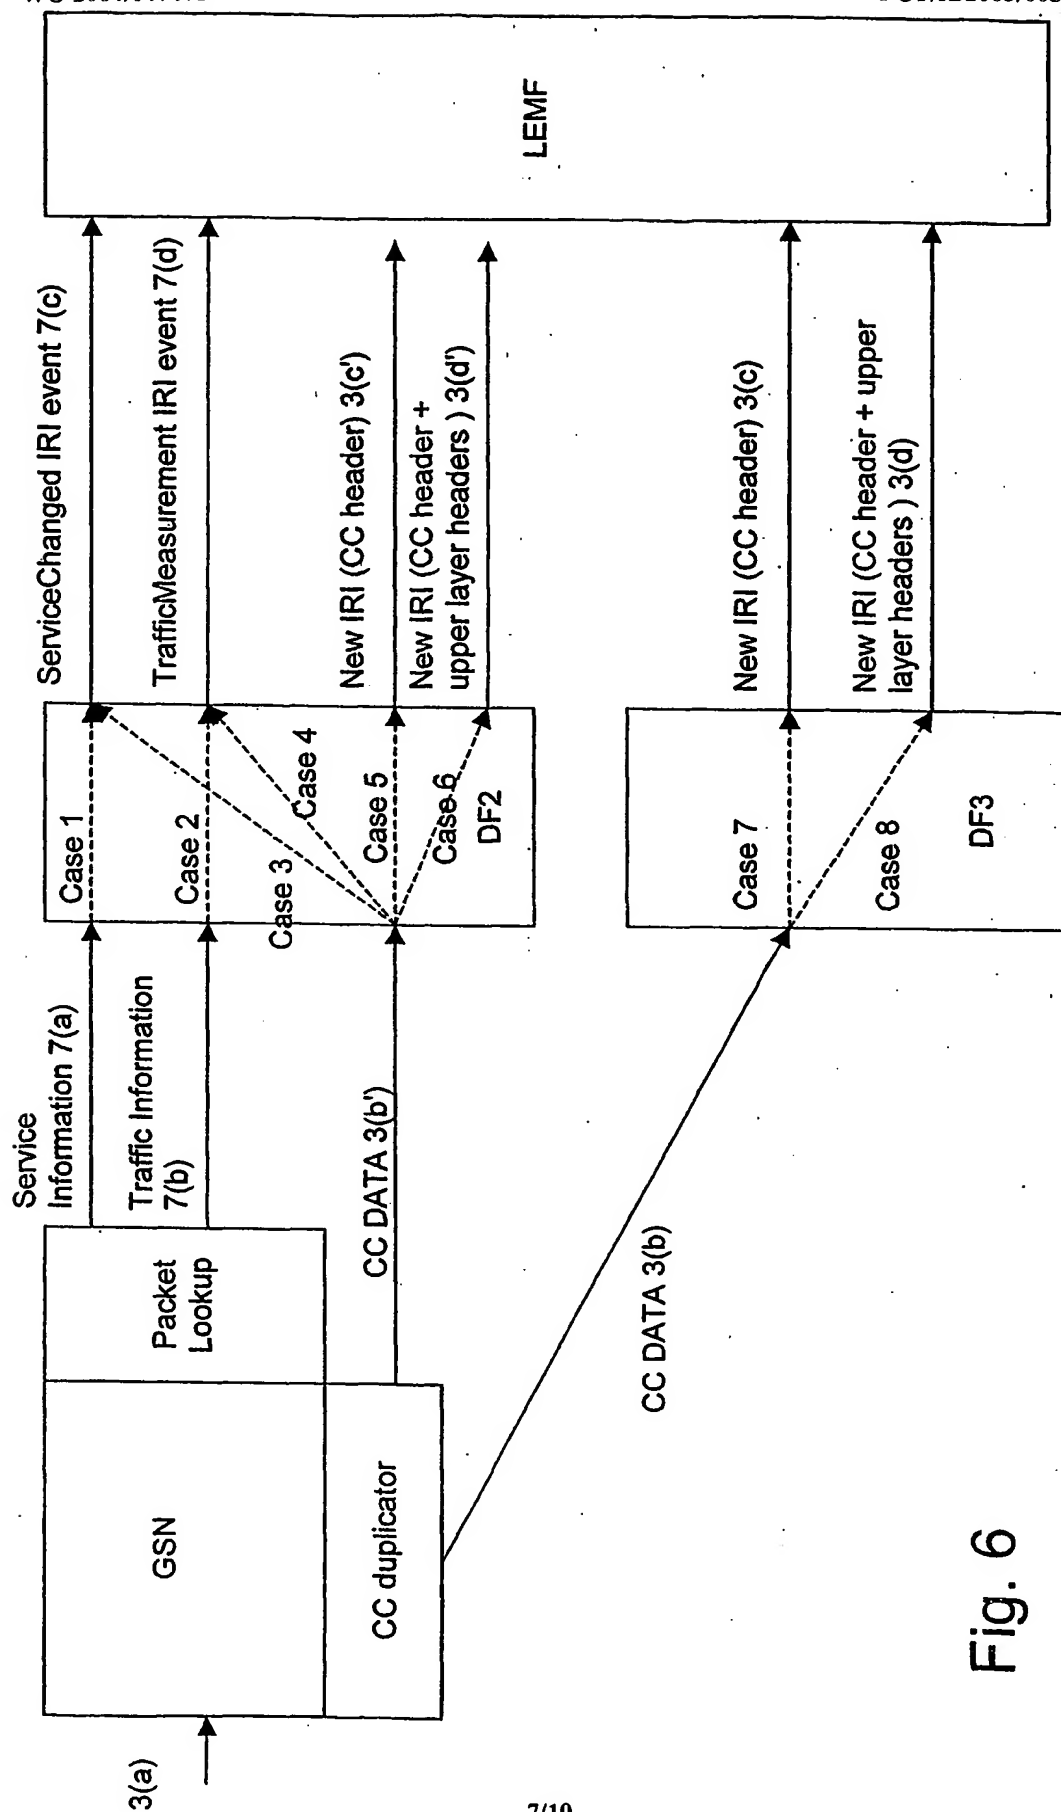 3(a)
GSN
CC duplicator
Packet
Lookup
Service
Information 7(a)
Traffic Information
7(b)
CC DATA 3(b')
CC DATA 3(b)
Case 1
Case 2
Case 3
Case 4
Case 5
Case 6
DF2
Case 7
Case 8
DF3
ServiceChanged IRI event 7(c)
TrafficMeasurement IRI event 7(d)
New IRI (CC header) 3(c')
New IRI (CC header +
upper layer headers ) 3(d')
New IRI (CC header) 3(c)
New IRI (CC header + upper
layer headers ) 3(d)
LEMF
Fig. 6